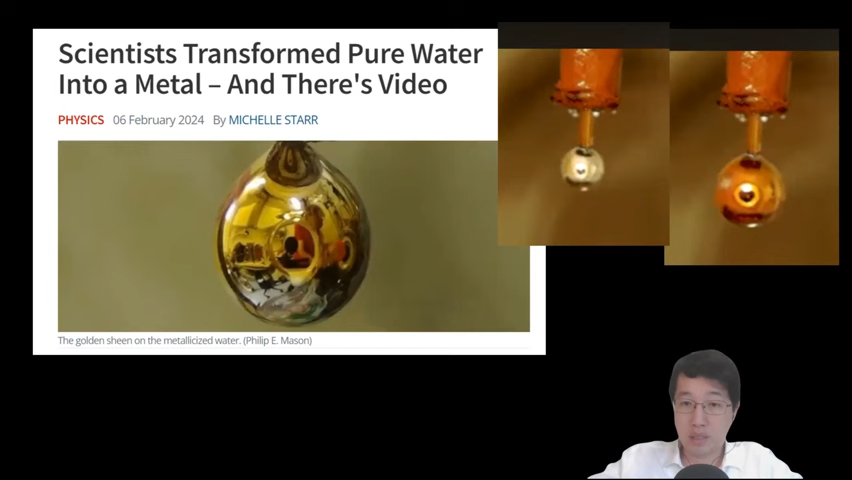 Scientists Transformed Pure Water
Into a Metal – And There's Video
PHYSICS 06 February 2024 By MICHELLE STARR
The golden sheen on the metallicized water. (Philip E. Mason)